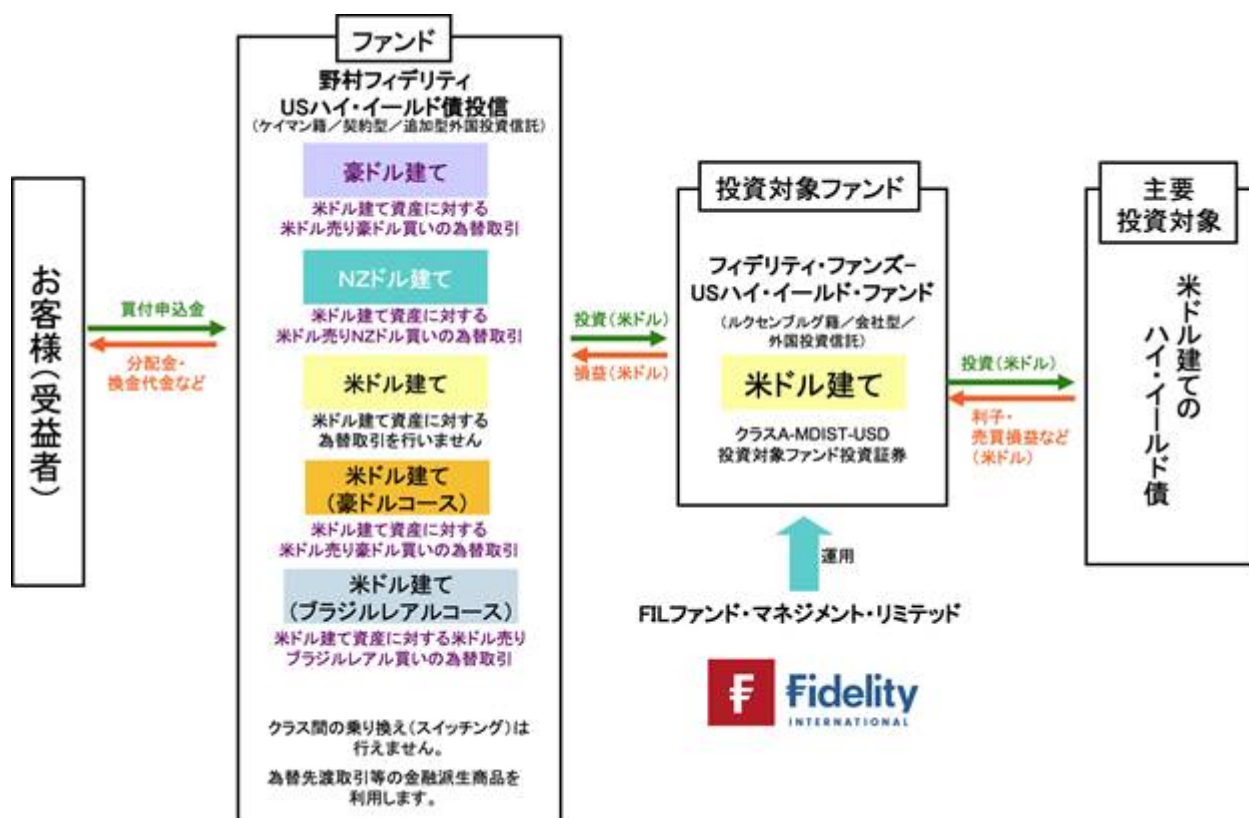 お客様(受益者)
買付申込金
分配金・
換金代金など
ファンド
野村フィデリティ
USハイ・イールド債投信
(ケイマン籍/契約型/追加型外国投資信託)
豪ドル建て
米ドル建て資産に対する
米ドル売り豪ドル買いの為替取引
NZドル建て
米ドル建て資産に対する
米ドル売りNZドル買いの為替取引
米ドル建て
米ドル建て資産に対する
為替取引を行いません
米ドル建て
(豪ドルコース)
米ドル建て資産に対する
米ドル売り豪ドル買いの為替取引
米ドル建て
(ブラジルレアルコース)
米ドル建て資産に対する米ドル売り
ブラジルレアル買いの為替取引
クラス間の乗り換え(スイッチング)は
行えません。
為替先渡取引等の金融派生商品を
利用します。
投資(米ドル)
損益(米ドル)
投資対象ファンド
フィデリティ・ファンズ-
USハイ・イールド・ファンド
(ルクセンブルグ籍/会社型/
外国投資信託)
米ドル建て
クラスA-MDIST-USD
投資対象ファンド投資証券
運用
FILファンド・マネジメント・リミテッド
Fidelity
INTERNATIONAL
投資(米ドル)
利子・
売買損益など
(米ドル)
主要
投資対象
米ドル建ての
ハイ・イールド債